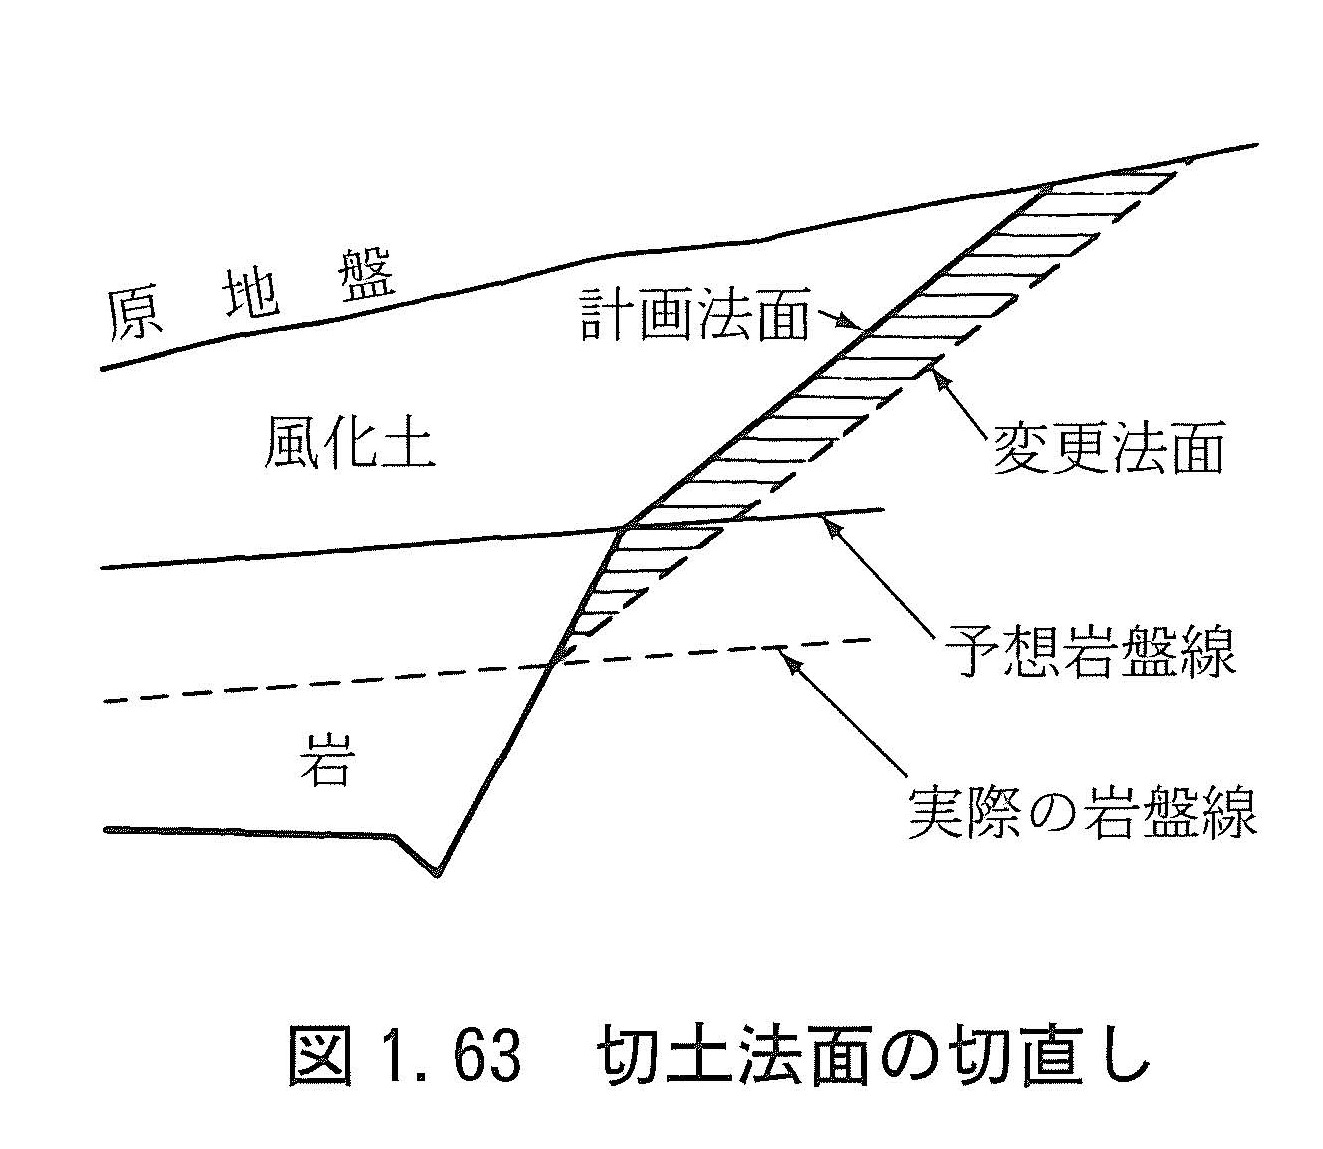 原 地 盤
計画法面
風化土
変更法面
予想岩盤線
岩
実際の岩盤線
図1.63 切土法面の切直し